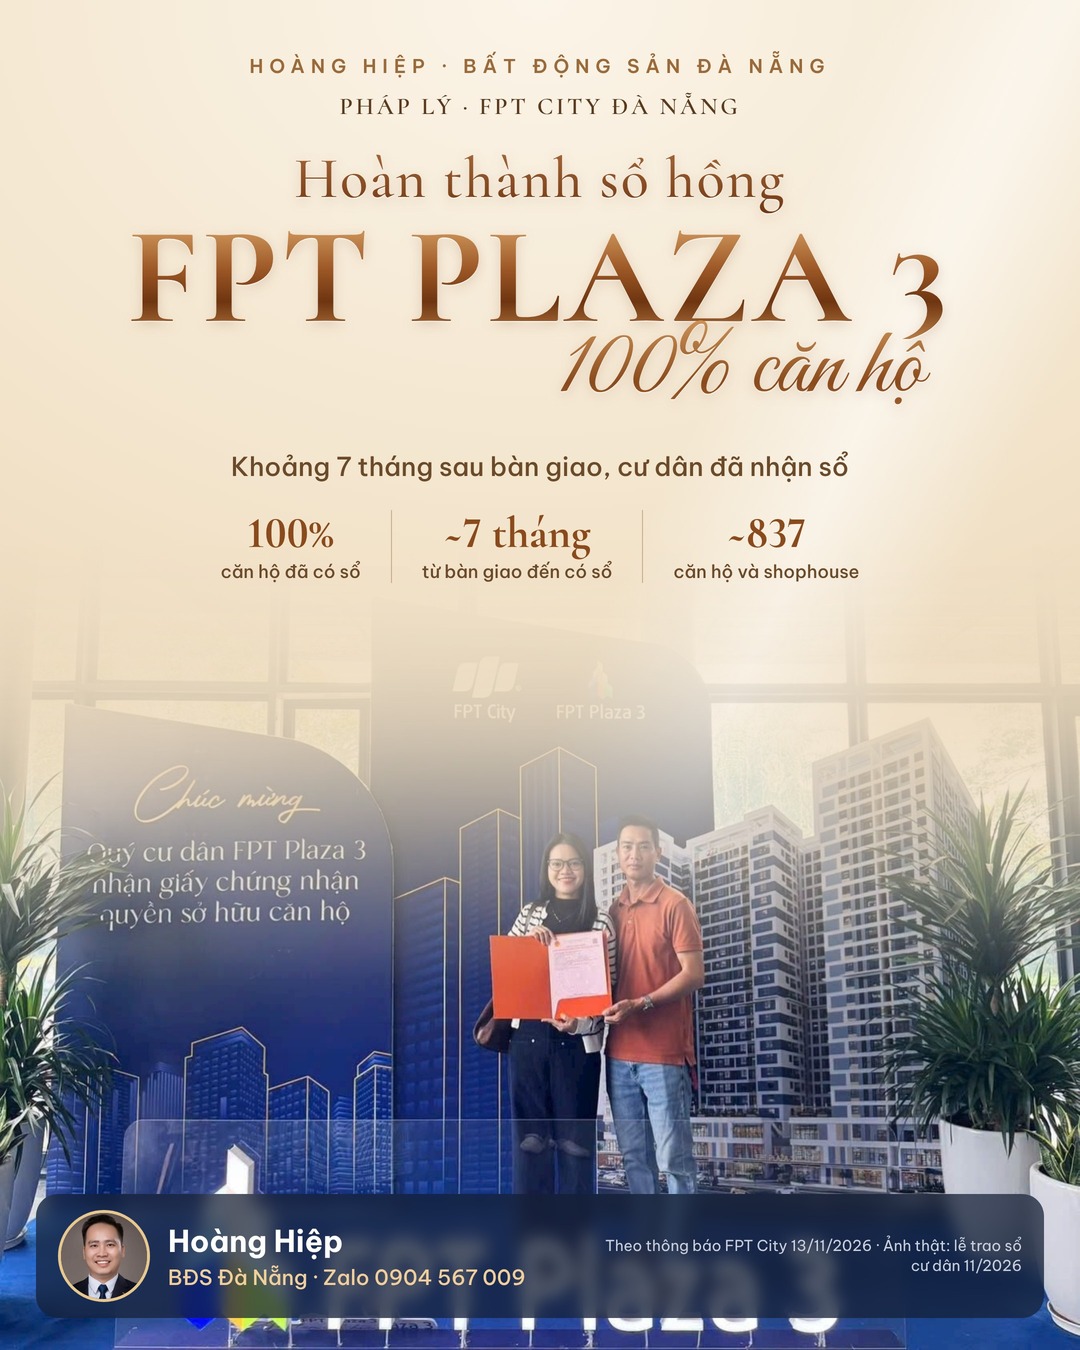 HOÀNG HIỆP · BẤT ĐỘNG SẢN ĐÀ NẴNG
PHÁP LÝ · FPT CITY ĐÀ NẴNG
Hoàn thành sổ hồng
FPT PLAZA 3
100% căn hộ
Khoảng 7 tháng sau bàn giao, cư dân đã nhận sổ
100%
căn hộ đã có sổ
~7 tháng
từ bàn giao đến có sổ
~837
căn hộ và shophouse
FPT City
FPT Plaza 3
Chúc mừng
Quý cư dân FPT Plaza 3
nhận giấy chứng nhận
quyền sở hữu căn hộ
Hoàng Hiệp
BĐS Đà Nẵng · Zalo 0904 567 009
Theo thông báo FPT City 13/11/2026 · Ảnh thật: lễ trao sổ
cư dân 11/2026
FPT Plaza 3